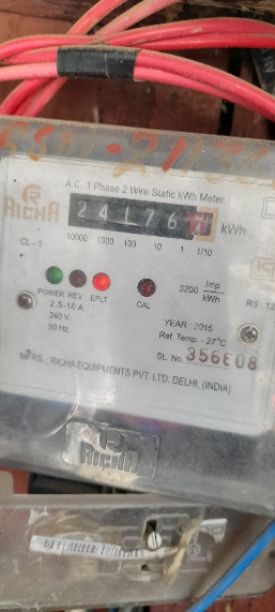 RICHA
A.C. 1 Phase 2 Wire Static kWh Meter
2 4 1 7 6
kWh
CL - 1
10000 1000 100 10 1 1/10
POWER REV. E/LT
CAL
3200 Imp/kWh
2.5-10 A
240 V.
50 Hz.
YEARː 2015
Ref. Temp. - 27°C
SL. No. 356608
MFRS.: RICHA EQUIPMENTS PVT. LTD. DELHI, (INDIA)
RICHA